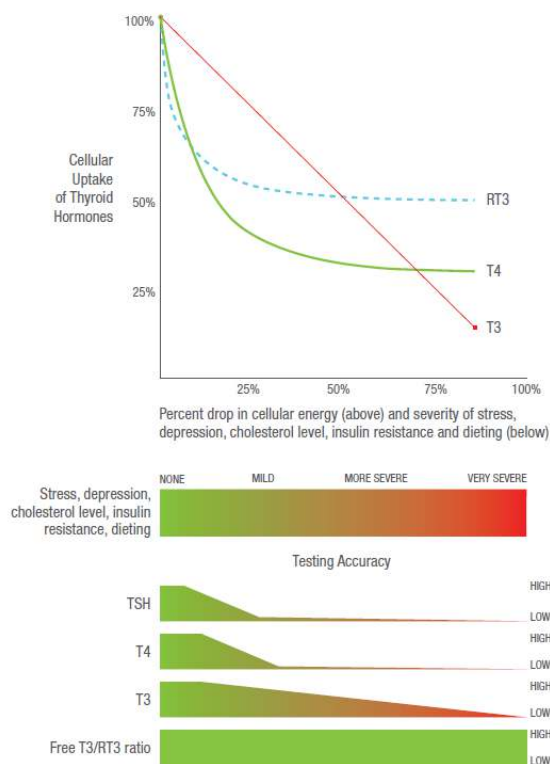 100%
75%
Cellular
Uptake
of Thyroid
Hormones
50%
RT3
T4
25%
T3
25%
50%
75%
100%
Percent drop in cellular energy (above) and severity of stress,
depression, cholesterol level, insulin resistance and dieting (below)
NONE
MILD
MORE SEVERE
VERY SEVERE
Stress, depression,
cholesterol level, insulin
resistance, dieting
Testing Accuracy
TSH
HIGH
LOW
T4
HIGH
LOW
T3
HIGH
LOW
Free T3/RT3 ratio
HIGH
LOW